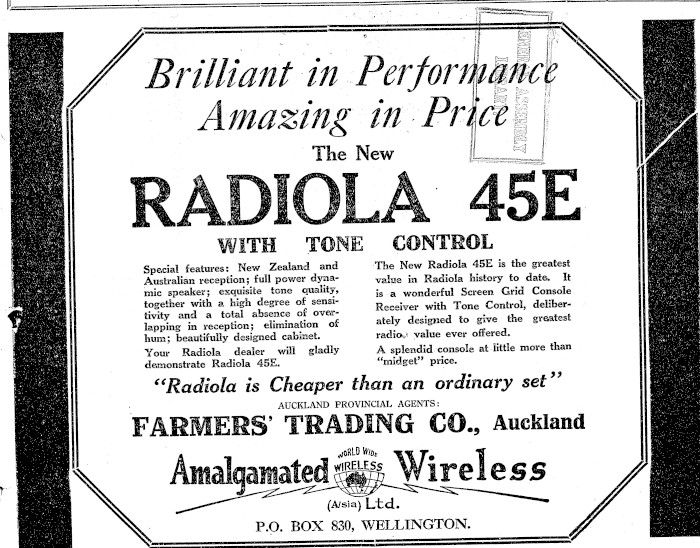 Brilliant in Performance
Amazing in Price
The New
RADIOLA 45E
WITH TONE CONTROL
Special features: New Zealand and
Australian reception; full power dyna-
mic speaker; exquisite tone quality,
together with a high degree of sensi-
tivity and a total absence of over-
lapping in reception; elimination of
hum; beautifully designed cabinet.
Your Radiola dealer will gladly
demonstrate Radiola 45E.
The New Radiola 45E is the greatest
value in Radiola history to date. It
is a wonderful Screen Grid Console
Receiver with Tone Control, deliber-
ately designed to give the greatest
radio value ever offered.
A splendid console at little more than
"midget" price.
"Radiola is Cheaper than an ordinary set"
AUCKLAND PROVINCIAL AGENTS:
FARMERS' TRADING CO., Auckland
Amalgamated Wireless
WORLD WIDE
WIRELESS
(A/sia) Ltd.
P.O. BOX 830, WELLINGTON.